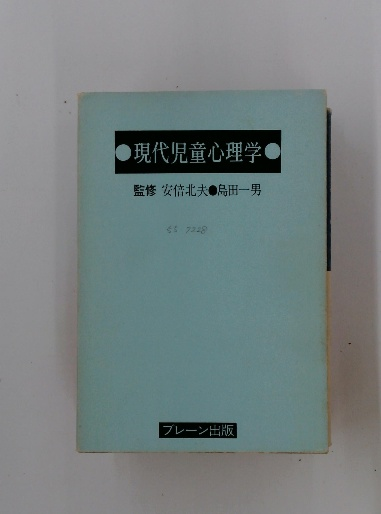 ●現代児童心理学●
監修 安倍北夫●島田一男
ブレーン出版